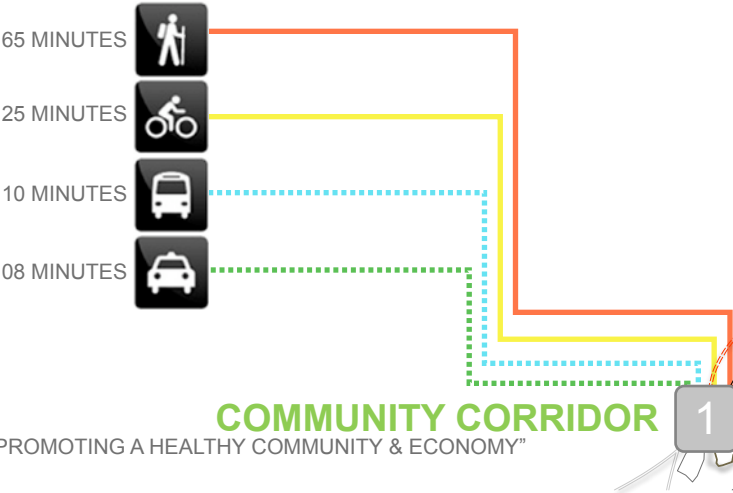 65 MINUTES
25 MINUTES
10 MINUTES
08 MINUTES
COMMUNITY CORRIDOR 1
PROMOTING A HEALTHY COMMUNITY & ECONOMY”